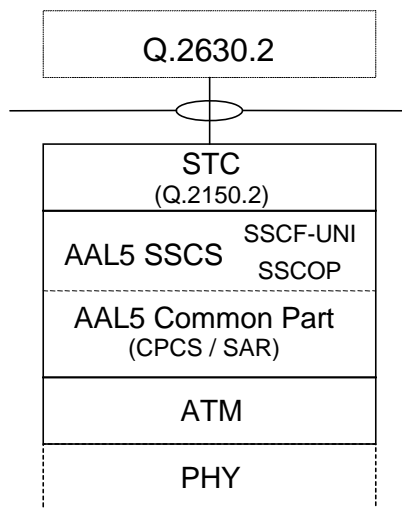 Q.2630.2
STC
(Q.2150.2)
SSCF-UNI
AAL5 SSCS
SSCOP
AAL5 Common Part
(CPCS / SAR)
ATM
PHY